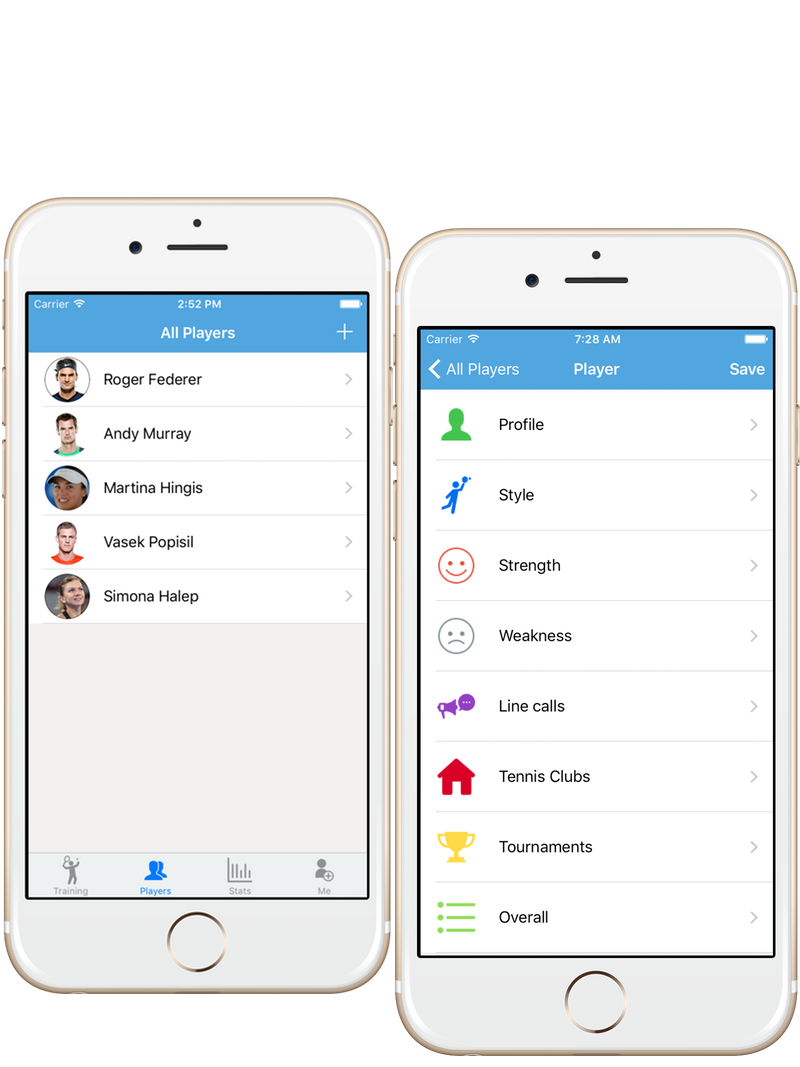 Carrier 2:52 PM
All Players +
Roger Federer
Andy Murray
Martina Hingis
Vasek Popisil
Simona Halep
Training Players Stats Me
Carrier 7:28 AM
All Players Player Save
Profile
Style
Strength
Weakness
Line calls
Tennis Clubs
Tournaments
Overall